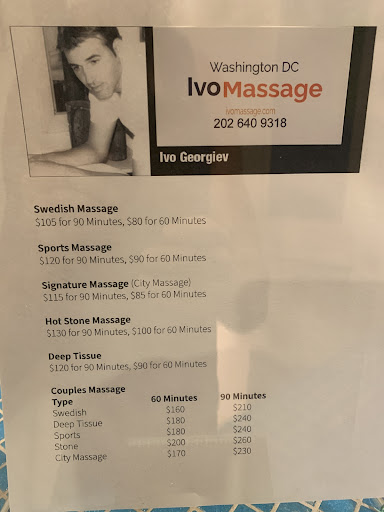 Washington DC
IvoMassage
ivomassage.com
202 640 9318
Ivo Georgiev
Swedish Massage
$105 for 90 Minutes, $80 for 60 Minutes
Sports Massage
$120 for 90 Minutes, $90 for 60 Minutes
Signature Massage (City Massage)
$115 for 90 Minutes, $85 for 60 Minutes
Hot Stone Massage
$130 for 90 Minutes, $100 for 60 Minutes
Deep Tissue
$120 for 90 Minutes, $90 for 60 Minutes
Couples Massage
Type 60 Minutes 90 Minutes
Swedish $160 $210
Deep Tissue $180 $240
Sports $180 $240
Stone $200 $260
City Massage $170 $230